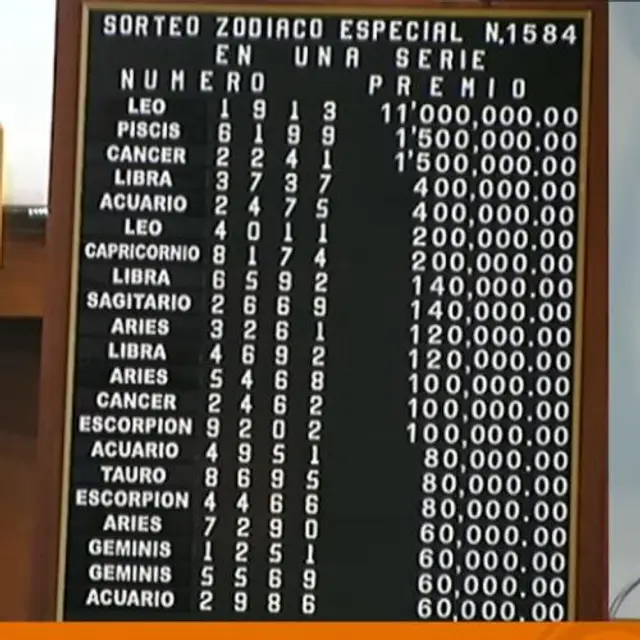 SORTEO ZODIACO ESPECIAL N.1584
EN UNA SERIE
NUMERO PREMIO
LEO 1 9 1 3 11'000,000.00
PISCIS 6 1 9 9 1'500,000.00
CANCER 2 2 4 1 1'500,000.00
LIBRA 3 7 3 7 400,000.00
ACUARIO 2 4 7 5 400,000.00
LEO 4 0 1 1 200,000.00
CAPRICORNIO 8 1 7 4 200,000.00
LIBRA 6 5 9 2 140,000.00
SAGITARIO 2 6 6 9 140,000.00
ARIES 3 2 6 1 120,000.00
LIBRA 4 6 9 2 120,000.00
ARIES 5 4 6 8 100,000.00
CANCER 2 4 6 2 100,000.00
ESCORPION 9 2 0 2 100,000.00
ACUARIO 4 9 5 1 80,000.00
TAURO 8 6 9 5 80,000.00
ESCORPION 4 4 6 6 80,000.00
ARIES 7 2 9 0 60,000.00
GEMINIS 1 2 5 1 60,000.00
GEMINIS 5 5 6 9 60,000.00
ACUARIO 2 9 8 6 60,000.00